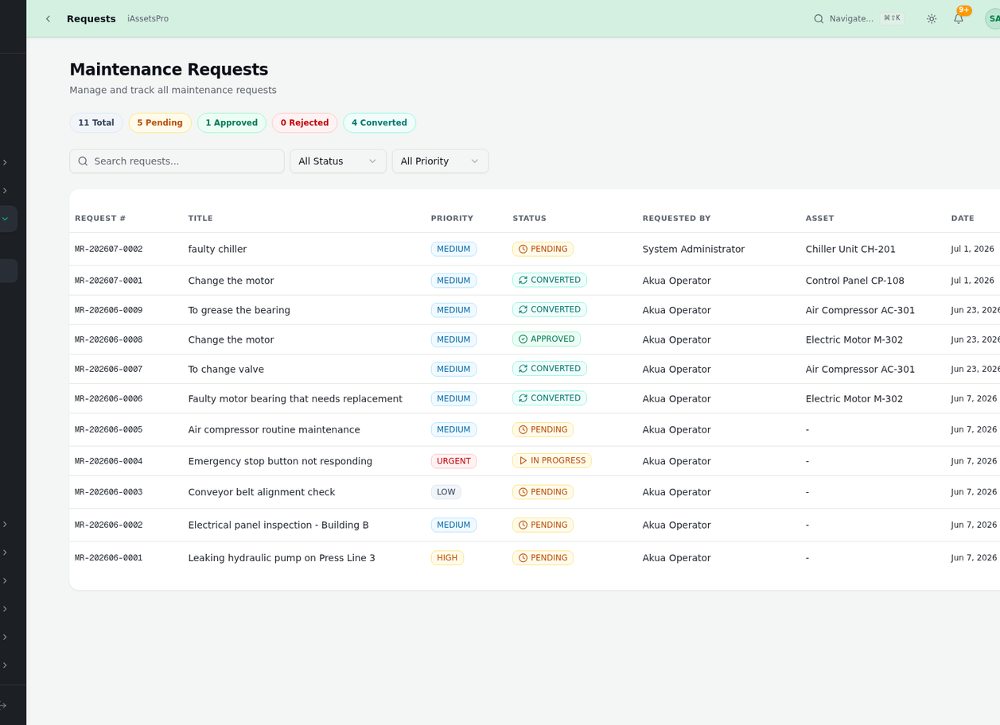 Requests iAssetsPro Navigate... ⌘⇧K 9+ SA
Maintenance Requests
Manage and track all maintenance requests
11 Total 5 Pending 1 Approved 0 Rejected 4 Converted
Search requests... All Status All Priority
REQUEST # TITLE PRIORITY STATUS REQUESTED BY ASSET DATE
MR-202607-0002 faulty chiller MEDIUM PENDING System Administrator Chiller Unit CH-201 Jul 1, 2026
MR-202607-0001 Change the motor MEDIUM CONVERTED Akua Operator Control Panel CP-108 Jul 1, 2026
MR-202606-0009 To grease the bearing MEDIUM CONVERTED Akua Operator Air Compressor AC-301 Jun 23, 2026
MR-202606-0008 Change the motor MEDIUM APPROVED Akua Operator Electric Motor M-302 Jun 23, 2026
MR-202606-0007 To change valve MEDIUM CONVERTED Akua Operator Air Compressor AC-301 Jun 23, 2026
MR-202606-0006 Faulty motor bearing that needs replacement MEDIUM CONVERTED Akua Operator Electric Motor M-302 Jun 7, 2026
MR-202606-0005 Air compressor routine maintenance MEDIUM PENDING Akua Operator - Jun 7, 2026
MR-202606-0004 Emergency stop button not responding URGENT IN PROGRESS Akua Operator - Jun 7, 2026
MR-202606-0003 Conveyor belt alignment check LOW PENDING Akua Operator - Jun 7, 2026
MR-202606-0002 Electrical panel inspection - Building B MEDIUM PENDING Akua Operator - Jun 7, 2026
MR-202606-0001 Leaking hydraulic pump on Press Line 3 HIGH PENDING Akua Operator - Jun 7, 2026